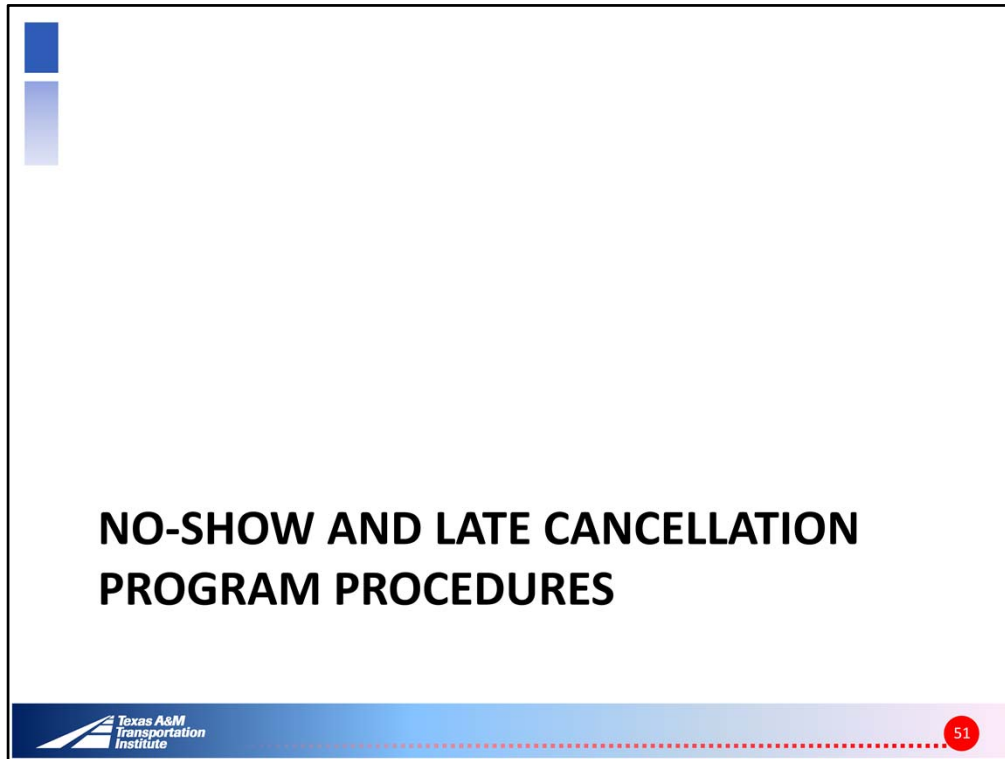 NO-SHOW AND LATE CANCELLATION
PROGRAM PROCEDURES
Texas A&M
Transportation
Institute
51